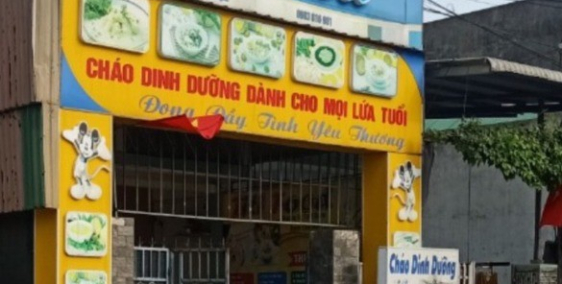 CHÁO DINH DƯỠNG DÀNH CHO MỌI LỨA TUỔI
Đong Đầy Tình Yêu Thương
Cháo Dinh Dưỡng